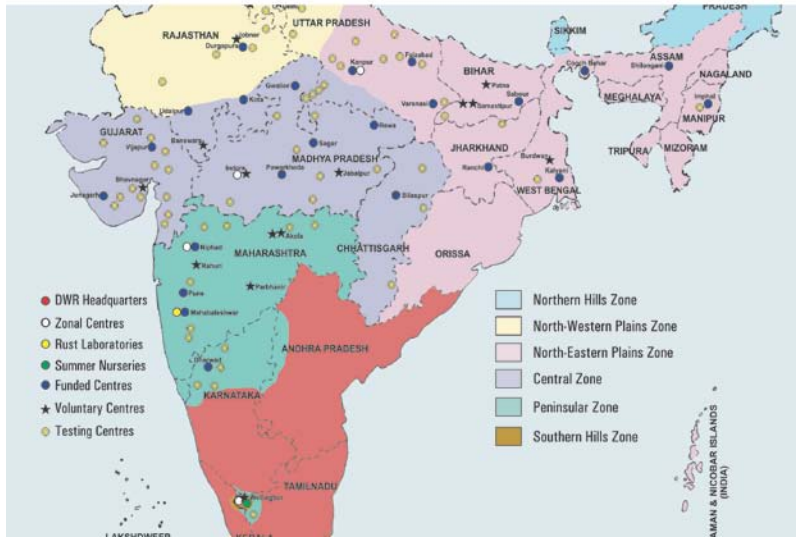 PRADESH
UTTAR PRADESH
SIKKIM
RAJASTHAN
Jobner
Durgapura
Faizabad
Kanpur
ASSAM
Shillongani
Cooch Behar
NAGALAND
BIHAR
Patna
Gwalior
Kota
Varanasi
Sabour
Samastipur
MEGHALAYA
Imphal
MANIPUR
Udaipur
GUJARAT
Vijapur
Banswara
Sagar
Rewa
MADHYA PRADESH
JHARKHAND
TRIPURA
MIZORAM
Burdwan
Ranchi
Kalyani
WEST BENGAL
Indore
Powarkheda
Jabalpur
Bhavnagar
Junagarh
Bilaspur
CHHATTISGARH
ORISSA
Niphad
Akola
MAHARASHTRA
Rahuri
Parbhani
Pune
Mahabaleshwar
DWR Headquarters
Zonal Centres
Rust Laboratories
Summer Nurseries
Funded Centres
Voluntary Centres
Testing Centres
ANDHRA PRADESH
Dharwad
KARNATAKA
Northern Hills Zone
North-Western Plains Zone
North-Eastern Plains Zone
Central Zone
Peninsular Zone
Southern Hills Zone
TAMILNADU
Wellington
KERALA
LAKSHDWEEP
AMAN & NICOBAR ISLANDS
(INDIA)